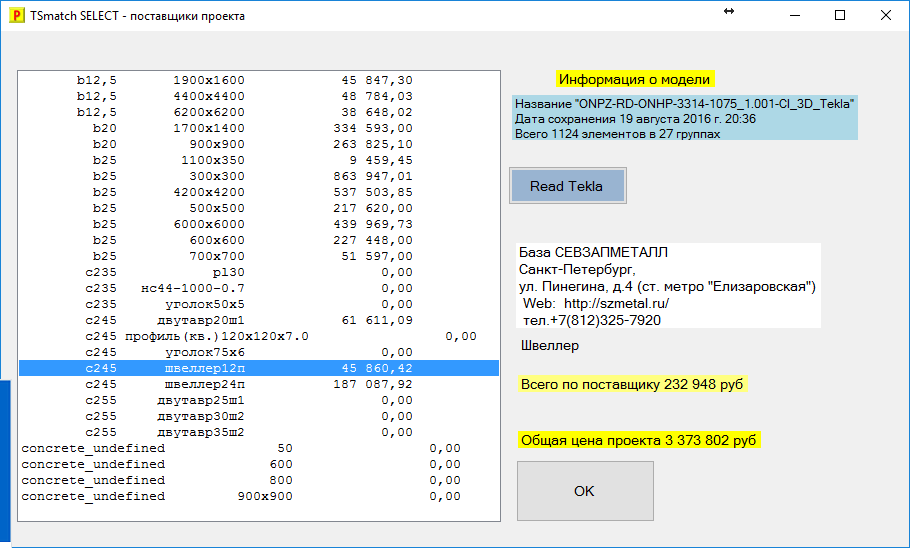 TSmatch SELECT - поставщики проекта
b12,5 1900x1600 45 847,30
b12,5 4400x4400 48 784,03
b12,5 6200x6200 38 648,02
b20 1700x1400 334 593,00
b20 900x900 263 825,10
b25 1100x350 9 459,45
b25 300x300 863 947,01
b25 4200x4200 537 503,85
b25 500x500 217 620,00
b25 6000x6000 439 969,73
b25 600x600 227 448,00
b25 700x700 51 597,00
c235 pl30 0,00
c235 нс44-1000-0.7 0,00
c235 уголок50x5 0,00
c245 двутавр20ш1 61 611,09
c245 профиль(кв.)120x120x7.0 0,00
c245 уголок75x6 0,00
c245 швеллер12п 45 860,42
c245 швеллер24п 187 087,92
c255 двутавр25ш1 0,00
c255 двутавр30ш2 0,00
c255 двутавр35ш2 0,00
concrete_undefined 50 0,00
concrete_undefined 600 0,00
concrete_undefined 800 0,00
concrete_undefined 900x900 0,00
Информация о модели
Название "ONPZ-RD-ONHP-3314-1075_1.001-CI_3D_Tekla"
Дата сохранения 19 августа 2016 г. 20:36
Всего 1124 элементов в 27 группах
Read Tekla
База СЕВЗАПМЕТАЛЛ
Санкт-Петербург,
ул. Пинегина, д.4 (ст. метро "Елизаровская")
Web: http://szmetal.ru/
тел.+7(812)325-7920
Швеллер
Всего по поставщику 232 948 руб
Общая цена проекта 3 373 802 руб
OK